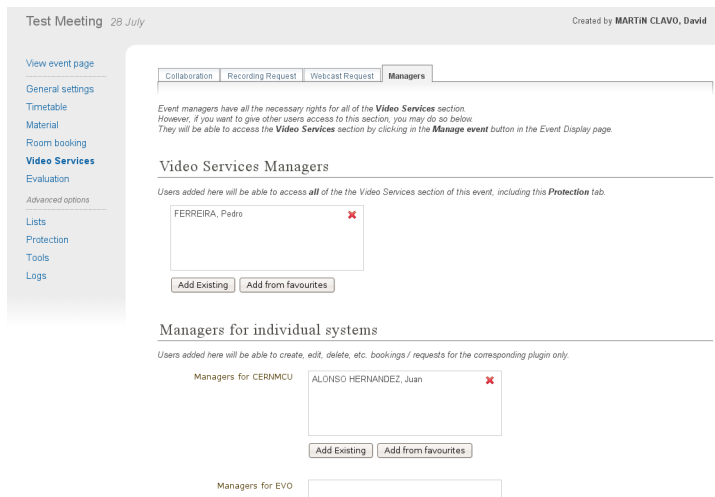 Test Meeting 28 July
Created by MARTiN CLAVO, David
View event page
General settings
Timetable
Material
Room booking
Video Services
Evaluation
Advanced options
Lists
Protection
Tools
Logs
Collaboration Recording Request Webcast Request Managers
Event managers have all the necessary rights for all of the Video Services section.
However, if you want to give other users access to this section, you may do so below.
They will be able to access the Video Services section by clicking in the Manage event button in the Event Display page.
Video Services Managers
Users added here will be able to access all of the the Video Services section of this event, including this Protection tab.
FERREIRA, Pedro
Add Existing Add from favourites
Managers for individual systems
Users added here will be able to create, edit, delete, etc. bookings / requests for the corresponding plugin only.
Managers for CERNMCU
ALONSO HERNANDEZ, Juan
Add Existing Add from favourites
Managers for EVO